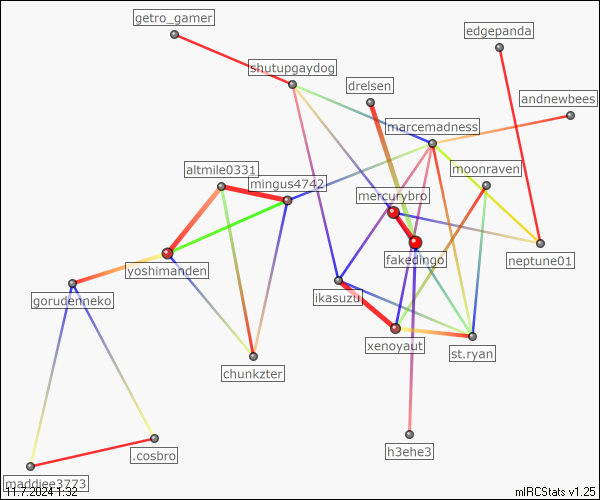 getro_gamer
edgepanda
shutupgaydog
drelsen
andnewbees
marcemadness
altmile0331
moonraven
mingus4742
mercurybro
fakedingo
neptune01
yoshimanden
gorudenneko
ikasuzu
xenoyaut
st.ryan
chunkzter
h3ehe3
.cosbro
maddiee3773
11.7.2024 1:32
mIRCStats v1.25